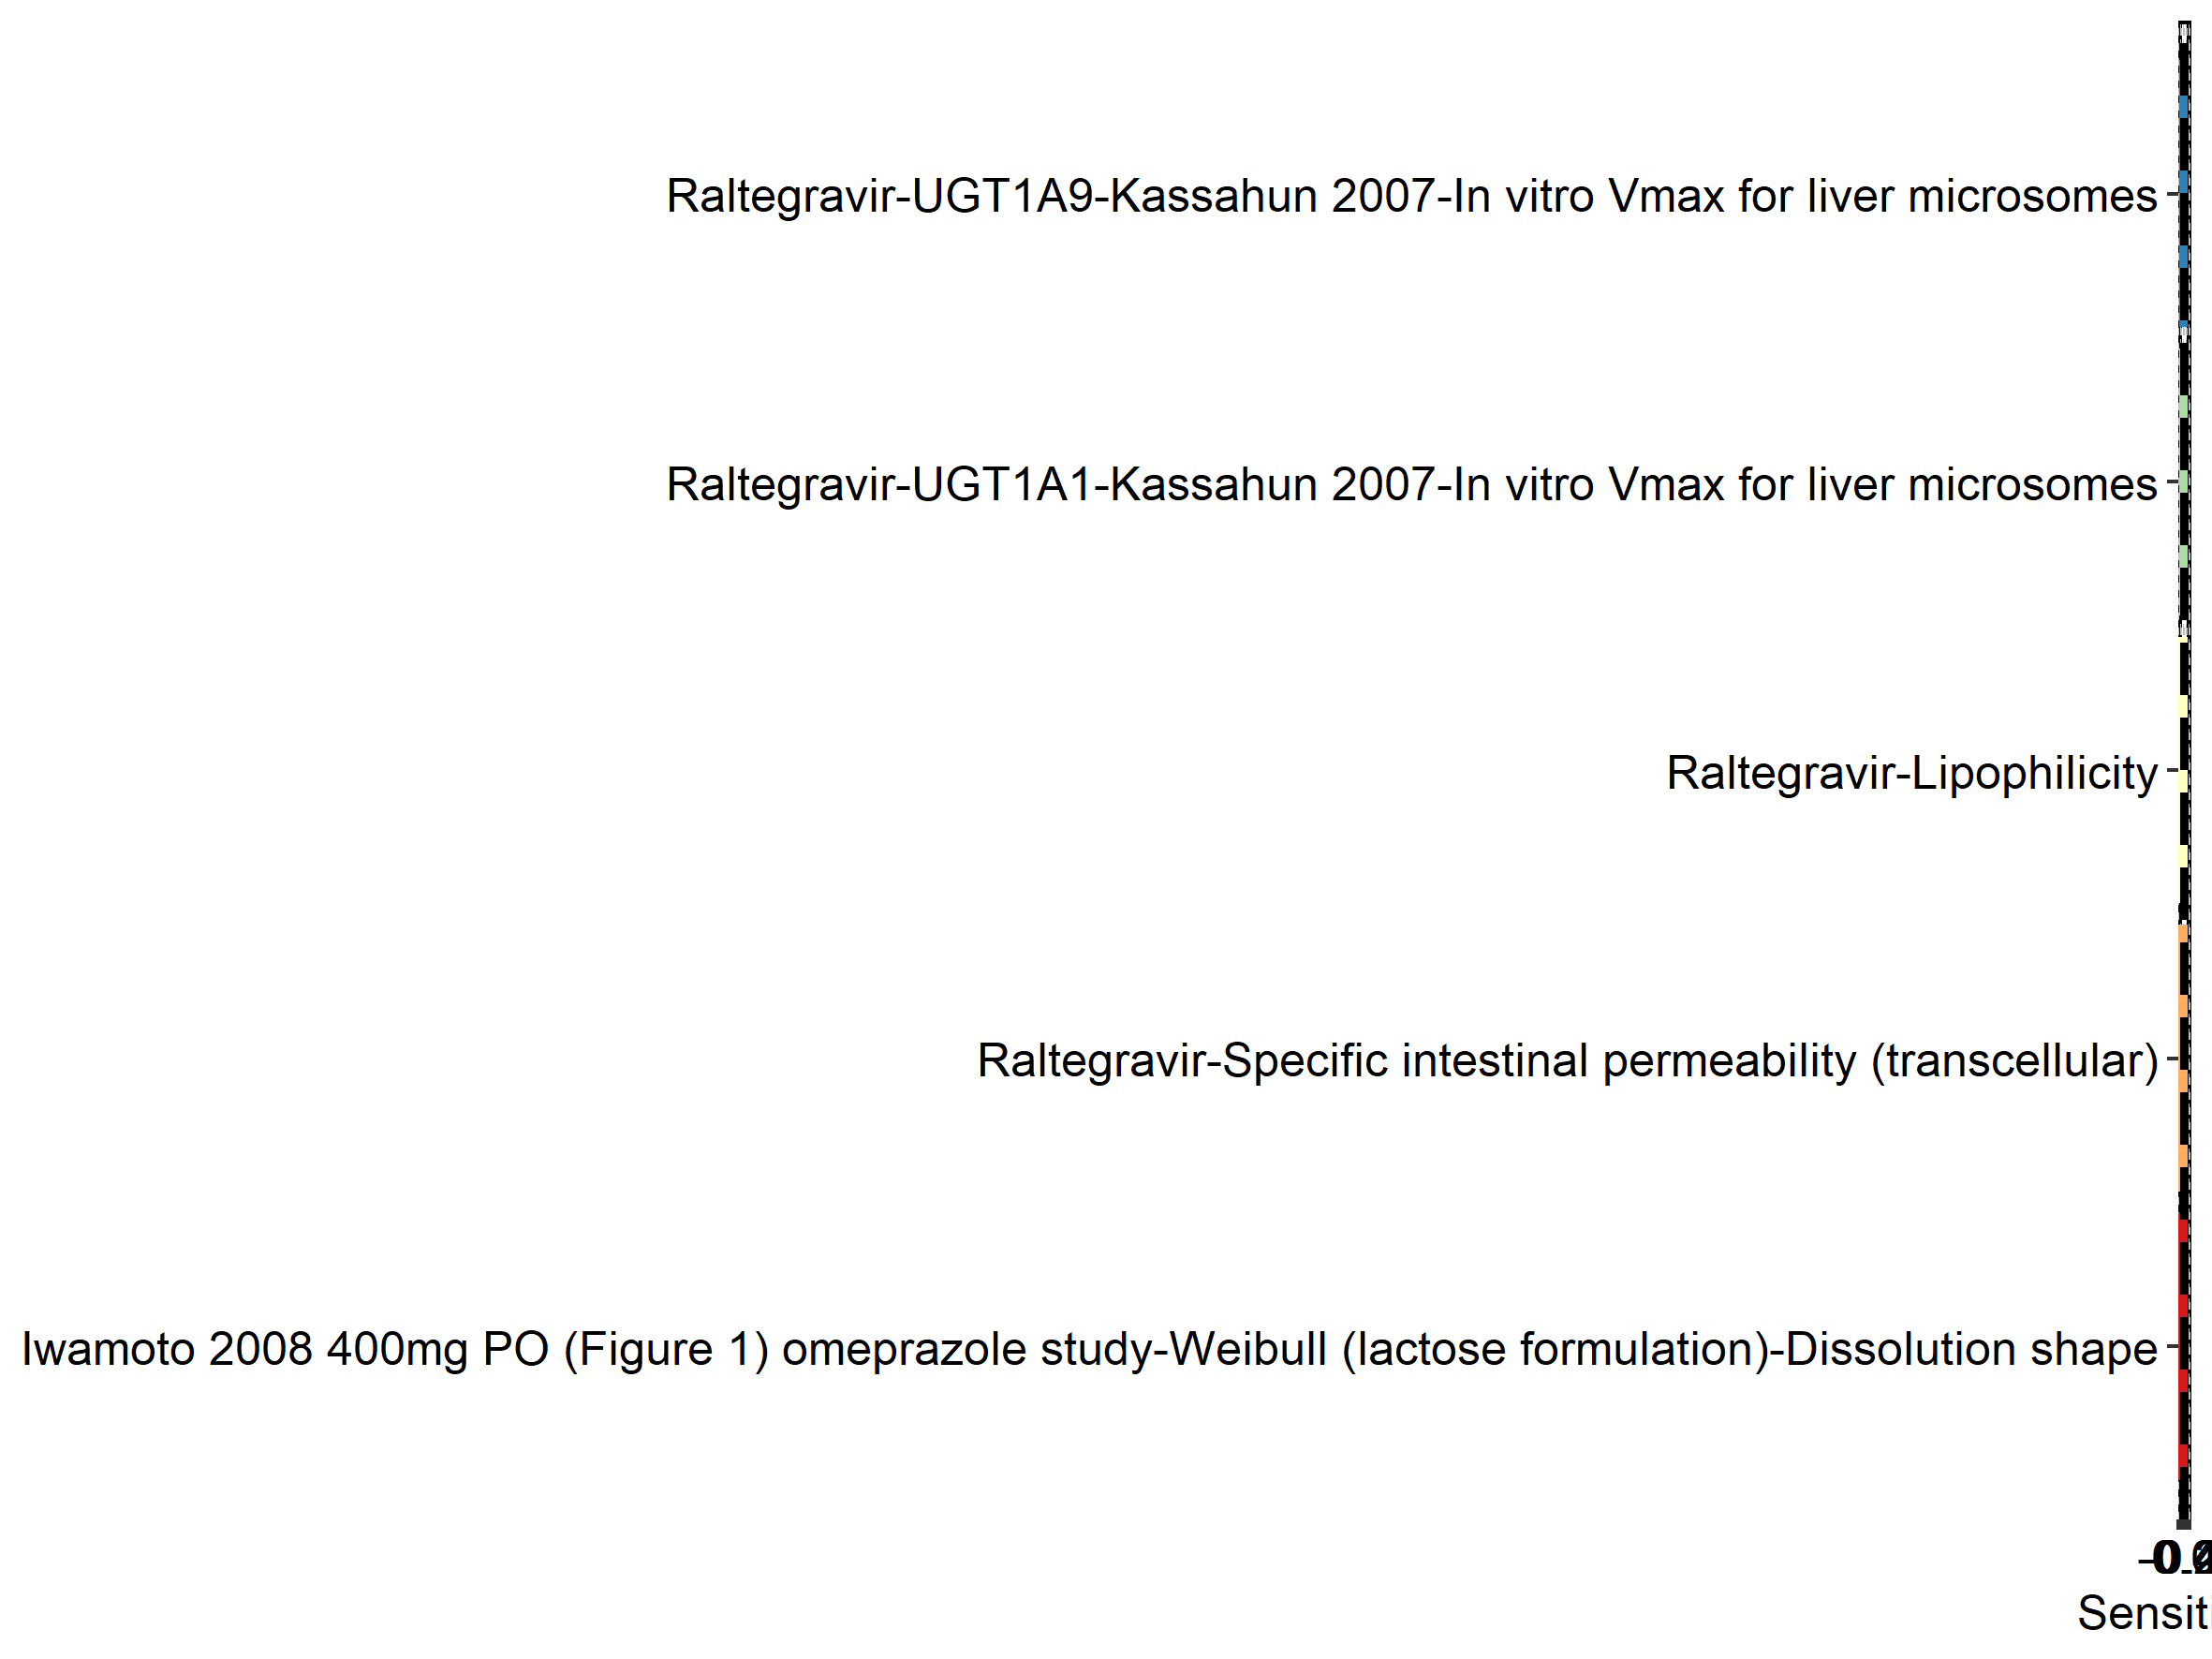 Raltegravir-UGT1A9-Kassahun 2007-In vitro Vmax for liver microsomes
Raltegravir-UGT1A1-Kassahun 2007-In vitro Vmax for liver microsomes
Raltegravir-Lipophilicity
Raltegravir-Specific intestinal permeability (transcellular)
Iwamoto 2008 400mg PO (Figure 1) omeprazole study-Weibull (lactose formulation)-Dissolution shape
Sensiti